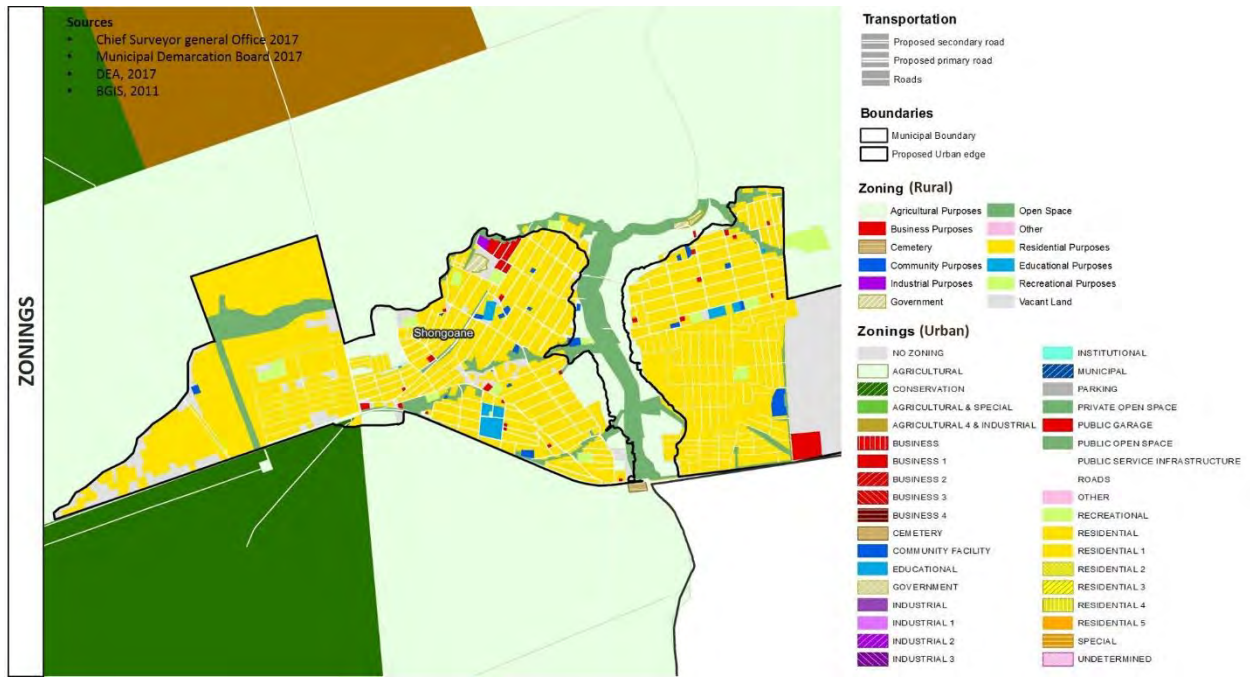 ZONINGS
Sources
• Chief Surveyor general Office 2017
• Municipal Demarcation Board 2017
• DEA, 2017
• BGIS, 2011
Shongoane
Transportation
Proposed secondary road
Proposed primary road
Roads
Boundaries
Municipal Boundary
Proposed Urban edge
Zoning (Rural)
Agricultural Purposes
Business Purposes
Cemetery
Community Purposes
Industrial Purposes
Government
Open Space
Other
Residential Purposes
Educational Purposes
Recreational Purposes
Vacant Land
Zonings (Urban)
NO ZONING
AGRICULTURAL
CONSERVATION
AGRICULTURAL & SPECIAL
AGRICULTURAL 4 & INDUSTRIAL
BUSINESS
BUSINESS 1
BUSINESS 2
BUSINESS 3
BUSINESS 4
CEMETERY
COMMUNITY FACILITY
EDUCATIONAL
GOVERNMENT
INDUSTRIAL
INDUSTRIAL 1
INDUSTRIAL 2
INDUSTRIAL 3
INSTITUTIONAL
MUNICIPAL
PARKING
PRIVATE OPEN SPACE
PUBLIC GARAGE
PUBLIC OPEN SPACE
PUBLIC SERVICE INFRASTRUCTURE
ROADS
OTHER
RECREATIONAL
RESIDENTIAL
RESIDENTIAL 1
RESIDENTIAL 2
RESIDENTIAL 3
RESIDENTIAL 4
RESIDENTIAL 5
SPECIAL
UNDETERMINED